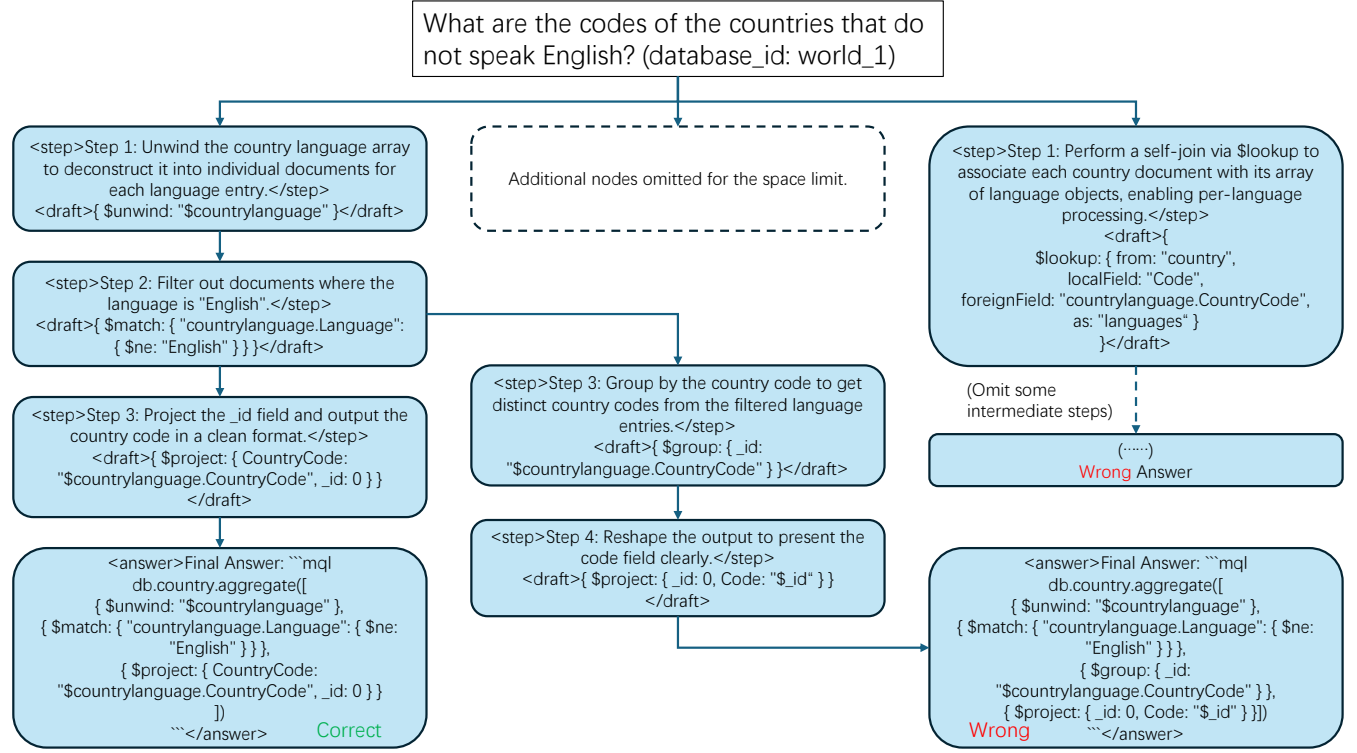 What are the codes of the countries that do
not speak English? (database_id: world_1)
<step>Step 1: Unwind the country language array
to deconstruct it into individual documents for
each language entry.</step>
<draft>{ $unwind: "$countrylanguage" }</draft>
Additional nodes omitted for the space limit.
<step>Step 1: Perform a self-join via $lookup to
associate each country document with its array
of language objects, enabling per-language
processing.</step>
<draft>{
$lookup: { from: "country",
localField: "Code",
foreignField: "countrylanguage.CountryCode",
as: "languages“ }
}</draft>
<step>Step 2: Filter out documents where the
language is "English".</step>
<draft>{ $match: { "countrylanguage.Language":
{ $ne: "English" } } }</draft>
<step>Step 3: Project the _id field and output the
country code in a clean format.</step>
<draft>{ $project: { CountryCode:
"$countrylanguage.CountryCode", _id: 0 } }
</draft>
<step>Step 3: Group by the country code to get
distinct country codes from the filtered language
entries.</step>
<draft>{ $group: { _id:
"$countrylanguage.CountryCode" } }</draft>
(Omit some
intermediate steps)
(......)
Wrong Answer
<step>Step 4: Reshape the output to present the
code field clearly.</step>
<draft>{ $project: { _id: 0, Code: "$_id“ } }
</draft>
<answer>Final Answer: ```mql
db.country.aggregate([
{ $unwind: "$countrylanguage" },
{ $match: { "countrylanguage.Language": { $ne:
"English" } } },
{ $project: { CountryCode:
"$countrylanguage.CountryCode", _id: 0 } }
])
```</answer>
Correct
<answer>Final Answer: ```mql
db.country.aggregate([
{ $unwind: "$countrylanguage" },
{ $match: { "countrylanguage.Language": { $ne:
"English" } } },
{ $group: { _id:
"$countrylanguage.CountryCode" } },
{ $project: { _id: 0, Code: "$_id" } }])
```</answer>
Wrong